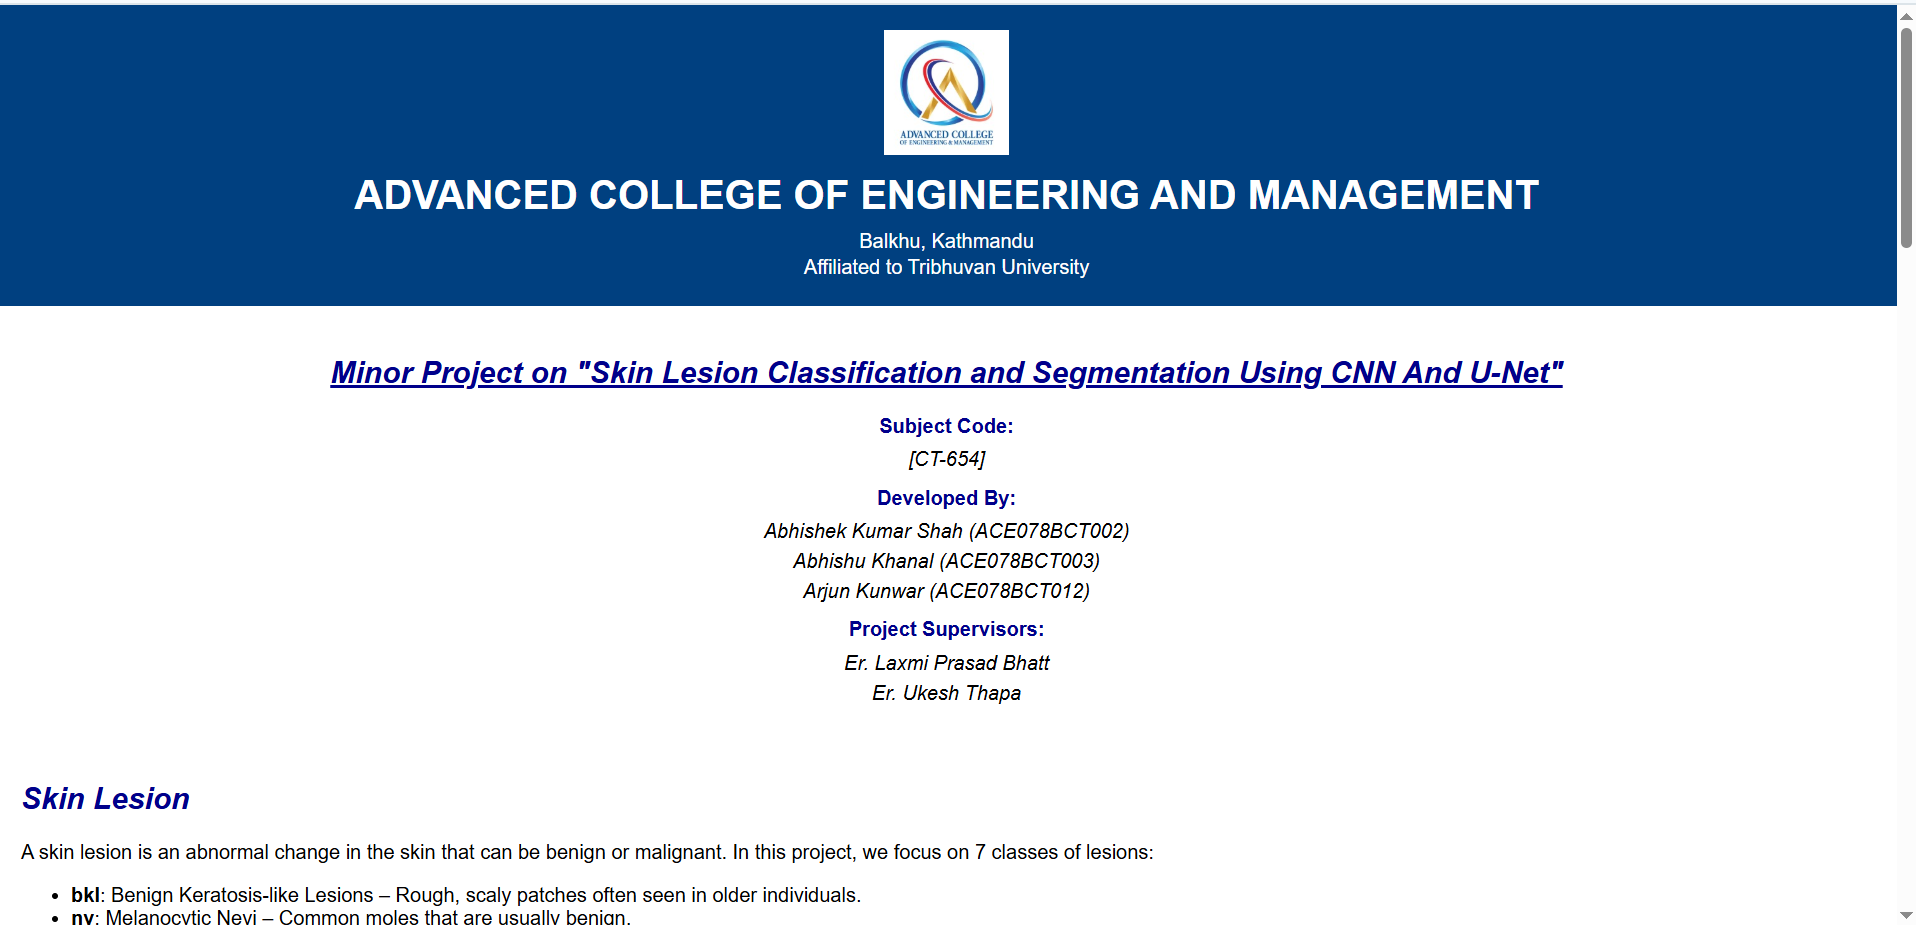 ADVANCED COLLEGE
OF ENGINEERING & MANAGEMENT
ADVANCED COLLEGE OF ENGINEERING AND MANAGEMENT
Balkhu, Kathmandu
Affiliated to Tribhuvan University
Minor Project on "Skin Lesion Classification and Segmentation Using CNN And U-Net"
Subject Code:
[CT-654]
Developed By:
Abhishek Kumar Shah (ACE078BCT002)
Abhishu Khanal (ACE078BCT003)
Arjun Kunwar (ACE078BCT012)
Project Supervisors:
Er. Laxmi Prasad Bhatt
Er. Ukesh Thapa
Skin Lesion
A skin lesion is an abnormal change in the skin that can be benign or malignant. In this project, we focus on 7 classes of lesions:
• bkl: Benign Keratosis-like Lesions – Rough, scaly patches often seen in older individuals.
• nv: Melanocytic Nevi – Common moles that are usually benign.